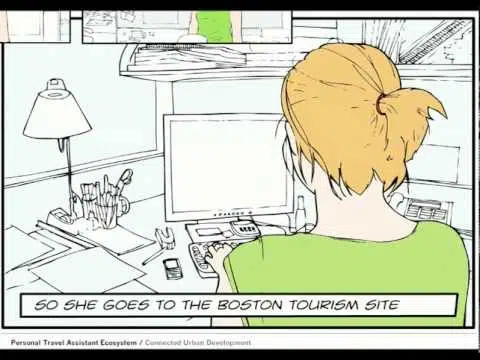 SO SHE GOES TO THE BOSTON TOURISM SITE
Personal Travel Assistant Ecosystem / Connected Urban Development